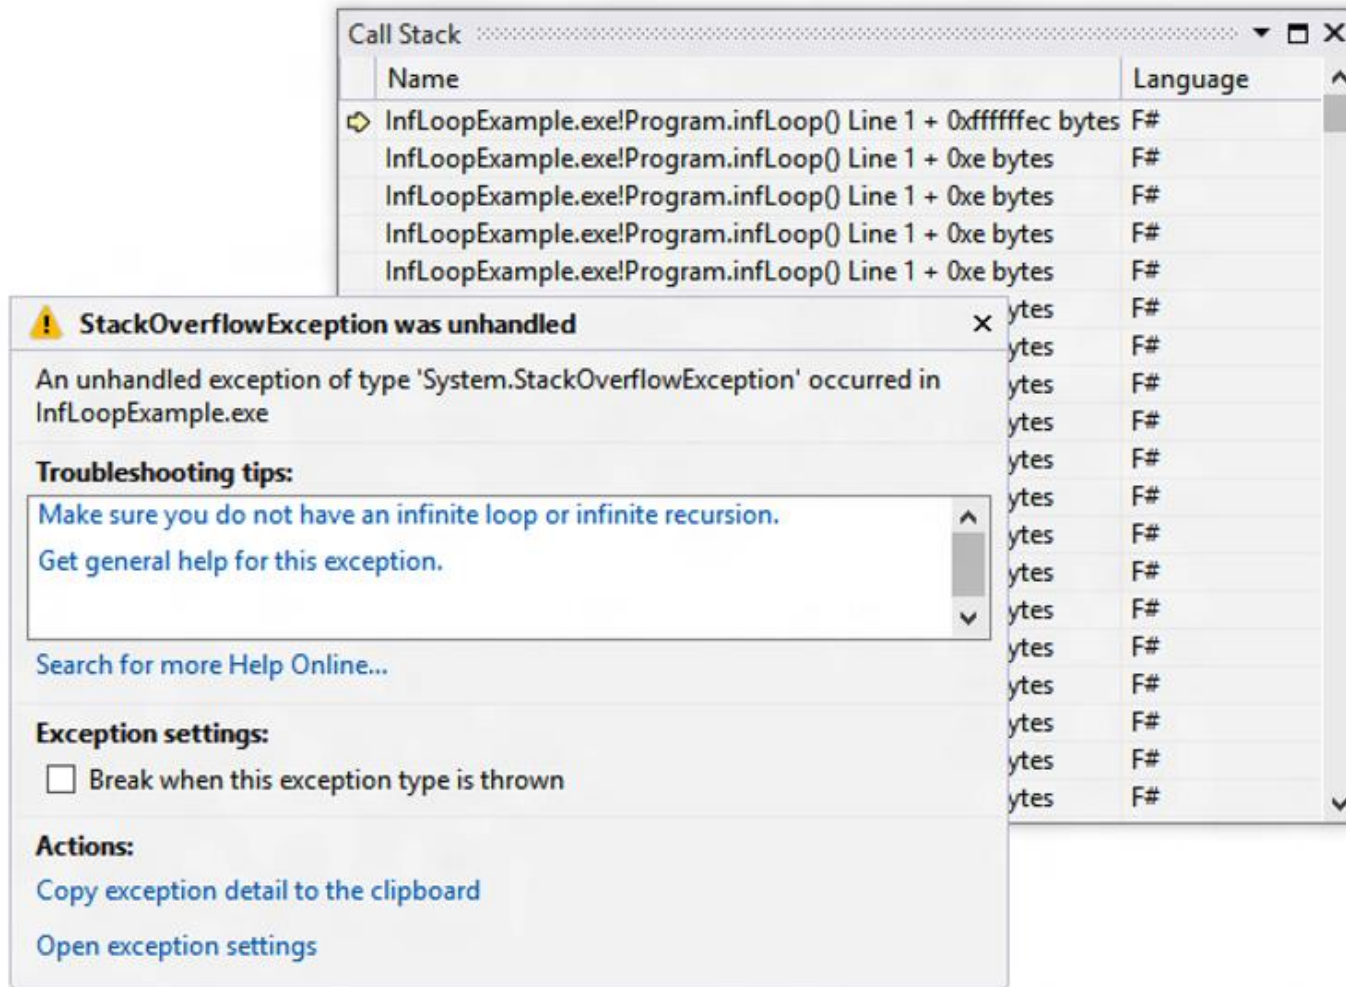 Call Stack
Name Language
InfLoopExample.exe!Program.infLoop() Line 1 + 0xffffffec bytes F#
InfLoopExample.exe!Program.infLoop() Line 1 + 0xe bytes F#
InfLoopExample.exe!Program.infLoop() Line 1 + 0xe bytes F#
InfLoopExample.exe!Program.infLoop() Line 1 + 0xe bytes F#
InfLoopExample.exe!Program.infLoop() Line 1 + 0xe bytes F#
ytes F#
ytes F#
ytes F#
ytes F#
ytes F#
ytes F#
ytes F#
ytes F#
ytes F#
ytes F#
ytes F#
ytes F#
ytes F#
ytes F#
StackOverflowException was unhandled
An unhandled exception of type 'System.StackOverflowException' occurred in
InfLoopExample.exe
Troubleshooting tips:
Make sure you do not have an infinite loop or infinite recursion.
Get general help for this exception.
Search for more Help Online...
Exception settings:
Break when this exception type is thrown
Actions:
Copy exception detail to the clipboard
Open exception settings